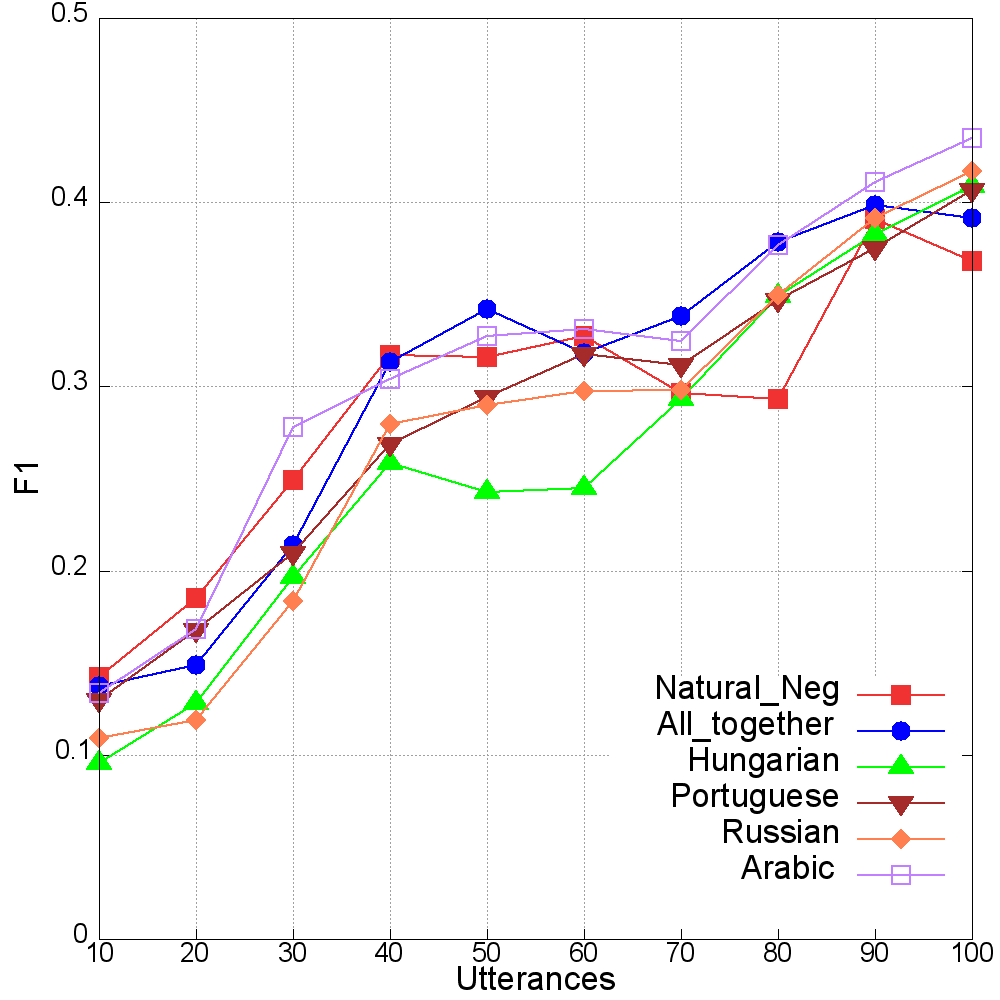 0.5
0.4
0.3
0.2
0.1
0
F1
10 20 30 40 50 60 70 80 90 100
Utterances
Natural_Neg
All_together
Hungarian
Portuguese
Russian
Arabic